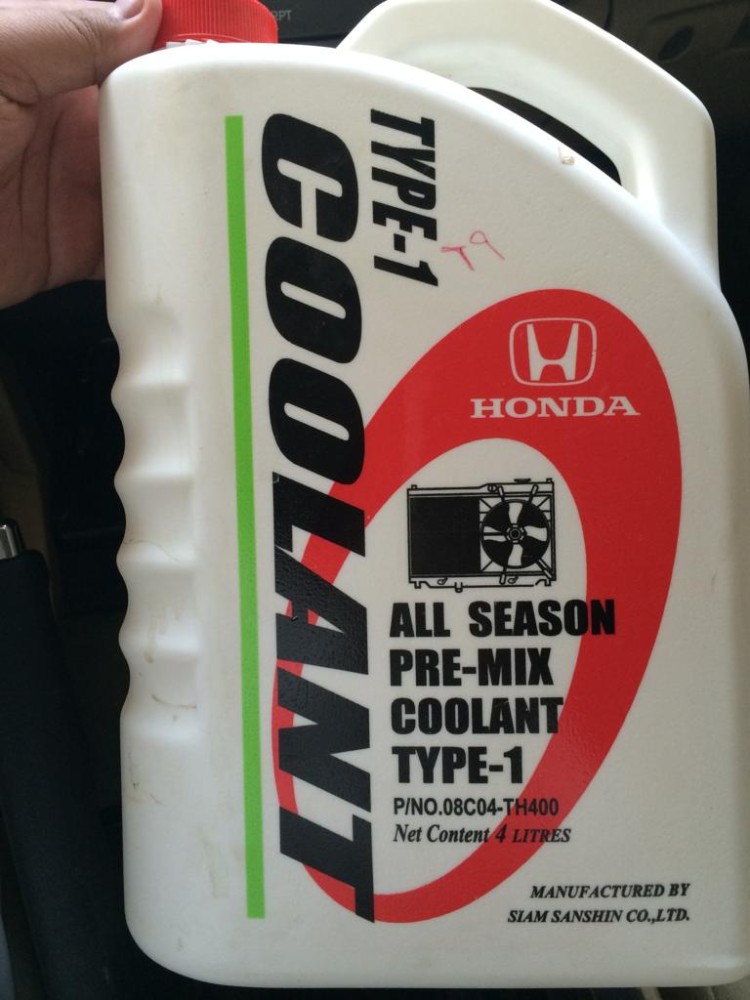 TYPE-1
COOLANT
T9
HONDA
ALL SEASON
PRE-MIX
COOLANT
TYPE-1
P/NO.08C04-TH400
Net Content 4 LITRES
MANUFACTURED BY
SIAM SANSHIN CO.,LTD.